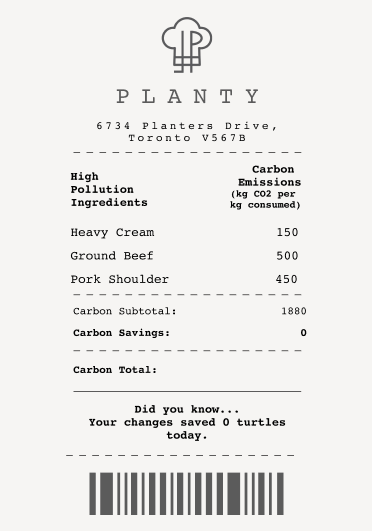 PLANTY
6734 Planters Drive,
Toronto V567B
High
Pollution
Ingredients
Carbon
Emissions
(kg CO2 per
kg consumed)
Heavy Cream 150
Ground Beef 500
Pork Shoulder 450
Carbon Subtotal: 1880
Carbon Savings: 0
Carbon Total:
Did you know...
Your changes saved 0 turtles
today.